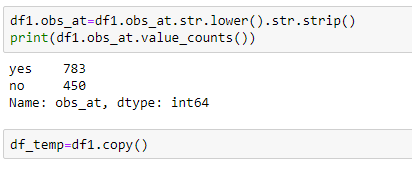 df1.obs_at=df1.obs_at.str.lower().str.strip()
print(df1.obs_at.value_counts())
yes    783
no     450
Name: obs_at, dtype: int64
df_temp=df1.copy()